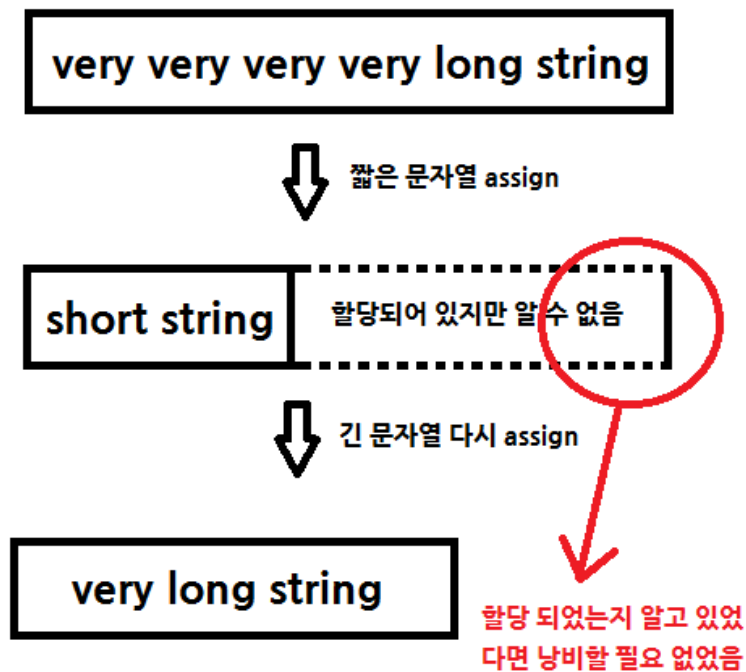 very very very very long string
짧은 문자열 assign
short string
할당되어 있지만 알 수 없음
긴 문자열 다시 assign
very long string
할당 되었는지 알고 있었
다면 낭비할 필요 없었음